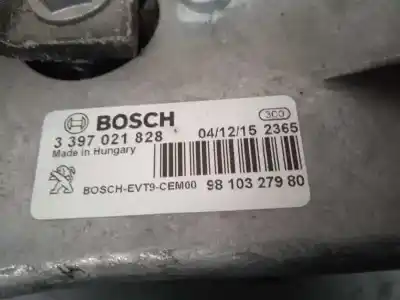 BOSCH
3CO
3 397 021 828 04/12/15 2365
Made in Hungary
BOSCH-EVT9-CEM00 98 103 279 80